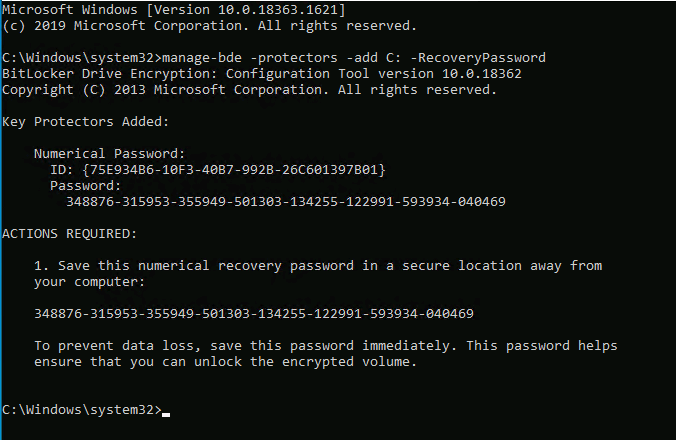 Microsoft Windows [Version 10.0.18363.1621]
(c) 2019 Microsoft Corporation. All rights reserved.
C:\Windows\system32>manage-bde -protectors -add C: -RecoveryPassword
BitLocker Drive Encryption: Configuration Tool version 10.0.18362
Copyright (C) 2013 Microsoft Corporation. All rights reserved.
Key Protectors Added:
Numerical Password:
ID: {75E934B6-10F3-40B7-992B-26C601397B01}
Password:
348876-315953-355949-501303-134255-122991-593934-040469
ACTIONS REQUIRED:
1. Save this numerical recovery password in a secure location away from
your computer:
348876-315953-355949-501303-134255-122991-593934-040469
To prevent data loss, save this password immediately. This password helps
ensure that you can unlock the encrypted volume.
C:\Windows\system32>